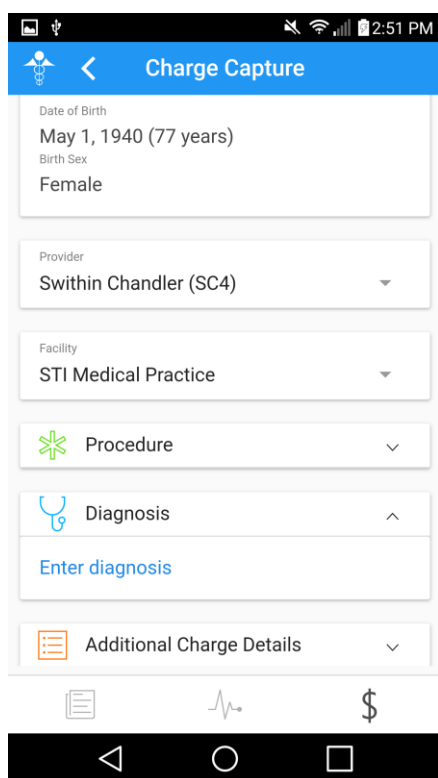 2:51 PM
Charge Capture
Date of Birth
May 1, 1940 (77 years)
Birth Sex
Female
Provider
Swithin Chandler (SC4)
Facility
STI Medical Practice
Procedure
Diagnosis
Enter diagnosis
Additional Charge Details
$